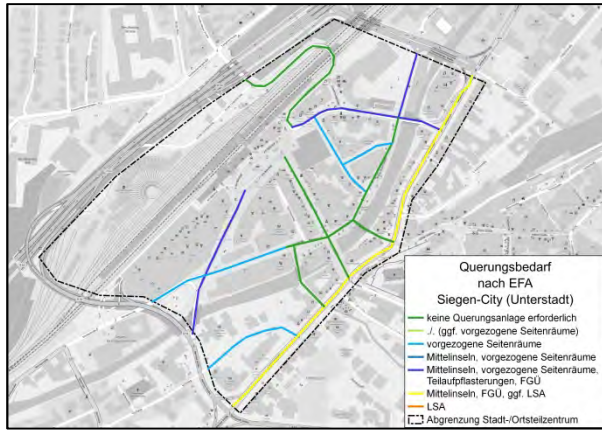 Querungsbedarf
nach EFA
Siegen-City (Unterstadt)
keine Querungsanlage erforderlich
./. (ggf. vorgezogene Seitenräume)
vorgezogene Seitenräume
Mittelinseln, vorgezogene Seitenräume
Mittelinseln, vorgezogene Seitenräume,
Teilaufpflasterungen, FGÜ
Mittelinseln, FGÜ, ggf. LSA
LSA
Abgrenzung Stadt-/Ortsteilzentrum